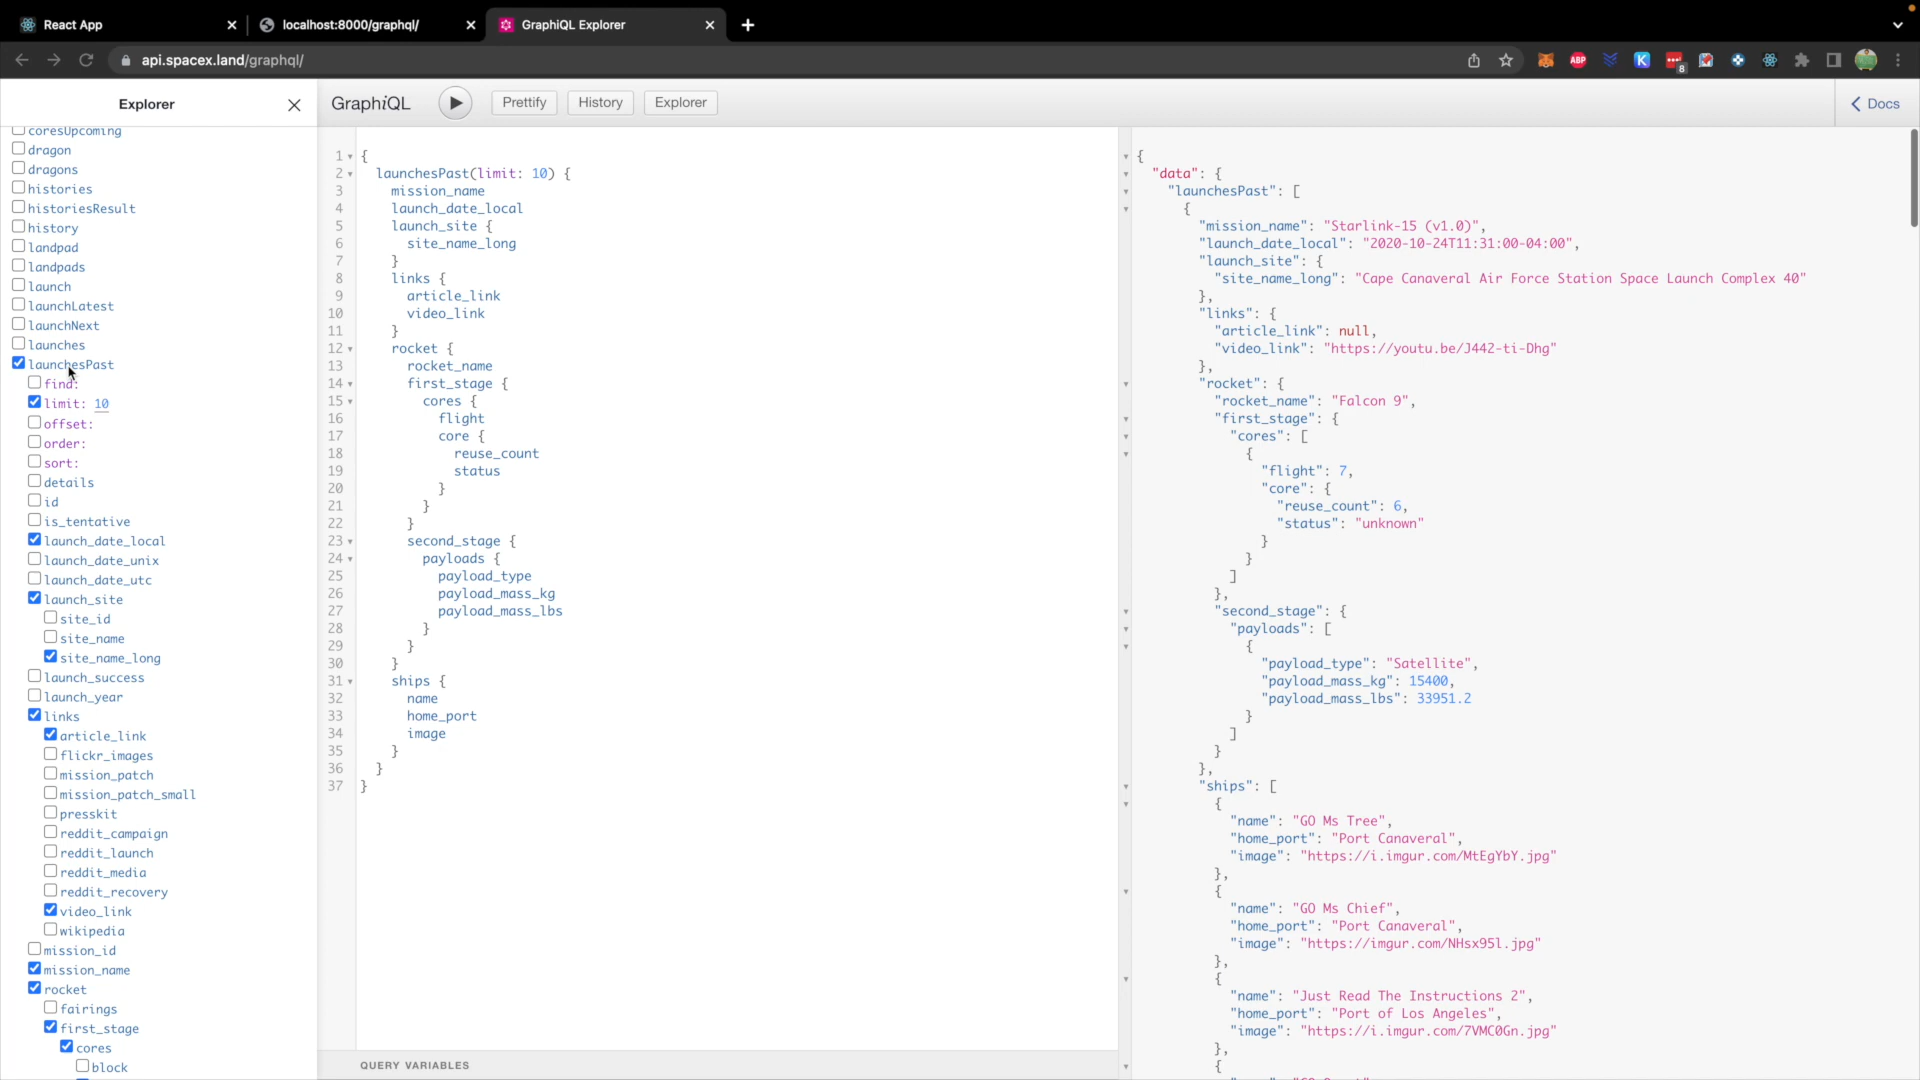 React App
localhost:8000/graphql/
GraphiQL Explorer
api.spacex.land/graphql/
ABP
K
8
Explorer
GraphiQL
Prettify
History
Explorer
Docs
coresUpcoming
dragon
dragons
histories
historiesResult
history
landpad
landpads
launch
launchLatest
launchNext
launches
launchesPast
find:
limit: 10
offset:
order:
sort:
details
id
is_tentative
launch_date_local
launch_date_unix
launch_date_utc
launch_site
site_id
site_name
site_name_long
launch_success
launch_year
links
article_link
flickr_images
mission_patch
mission_patch_small
presskit
reddit_campaign
reddit_launch
reddit_media
reddit_recovery
video_link
wikipedia
mission_id
mission_name
rocket
fairings
first_stage
cores
block
1 {
2 launchesPast(limit: 10) {
3 mission_name
4 launch_date_local
5 launch_site {
6 site_name_long
7 }
8 links {
9 article_link
10 video_link
11 }
12 rocket {
13 rocket_name
14 first_stage {
15 cores {
16 flight
17 core {
18 reuse_count
19 status
20 }
21 }
22 }
23 second_stage {
24 payloads {
25 payload_type
26 payload_mass_kg
27 payload_mass_lbs
28 }
29 }
30 }
31 ships {
32 name
33 home_port
34 image
35 }
36 }
37 }
QUERY VARIABLES
{
"data": {
"launchesPast": [
{
"mission_name": "Starlink-15 (v1.0)",
"launch_date_local": "2020-10-24T11:31:00-04:00",
"launch_site": {
"site_name_long": "Cape Canaveral Air Force Station Space Launch Complex 40"
},
"links": {
"article_link": null,
"video_link": "https://youtu.be/J442-ti-Dhg"
},
"rocket": {
"rocket_name": "Falcon 9",
"first_stage": {
"cores": [
{
"flight": 7,
"core": {
"reuse_count": 6,
"status": "unknown"
}
}
]
},
"second_stage": {
"payloads": [
{
"payload_type": "Satellite",
"payload_mass_kg": 15400,
"payload_mass_lbs": 33951.2
}
]
}
},
"ships": [
{
"name": "GO Ms Tree",
"home_port": "Port Canaveral",
"image": "https://i.imgur.com/MtEgYbY.jpg"
},
{
"name": "GO Ms Chief",
"home_port": "Port Canaveral",
"image": "https://imgur.com/NHsx95l.jpg"
},
{
"name": "Just Read The Instructions 2",
"home_port": "Port of Los Angeles",
"image": "https://i.imgur.com/7VMC0Gn.jpg"
},
{